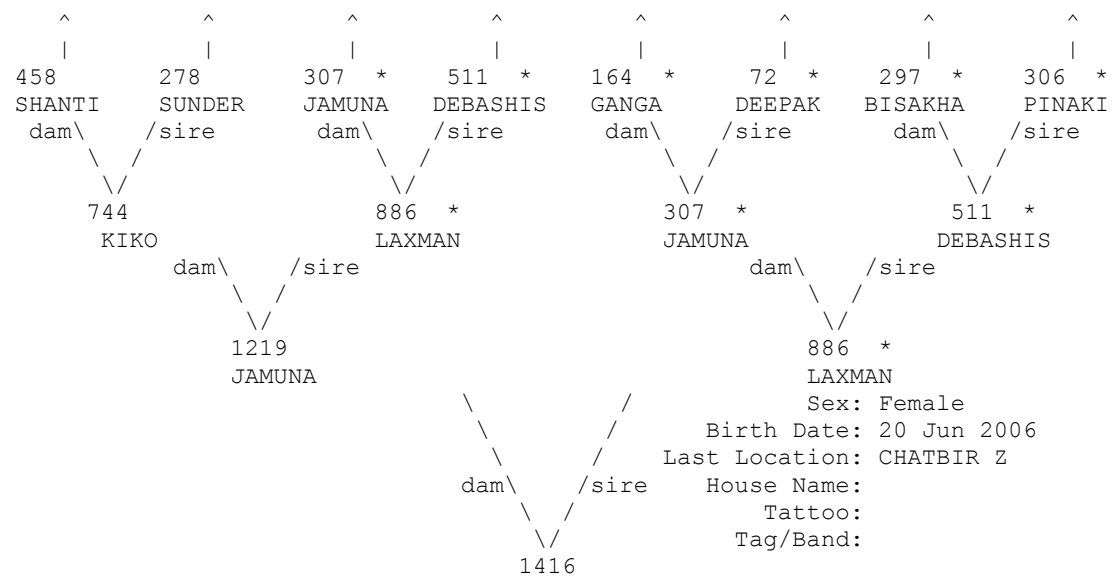 ^ ^ ^ ^ ^ ^ ^ ^
| | | | | | | |
458 278 307 * 511 * 164 * 72 * 297 * 306 *
SHANTI SUNDER JAMUNA DEBASHIS GANGA DEEPAK BISAKHA PINAKI
dam\ /sire dam\ /sire dam\ /sire dam\ /sire
\ / \ / \ / \ /
\/ \/ \/ \/
744 886 * 307 * 511 *
KIKO LAXMAN JAMUNA DEBASHIS
dam\ /sire dam\ /sire
\ / \ /
\/ \/
1219 886 *
JAMUNA LAXMAN
\ / Sex: Female
\ / Birth Date: 20 Jun 2006
\ / Last Location: CHATBIR Z
dam\ /sire House Name:
\ / Tattoo:
\/ Tag/Band:
1416